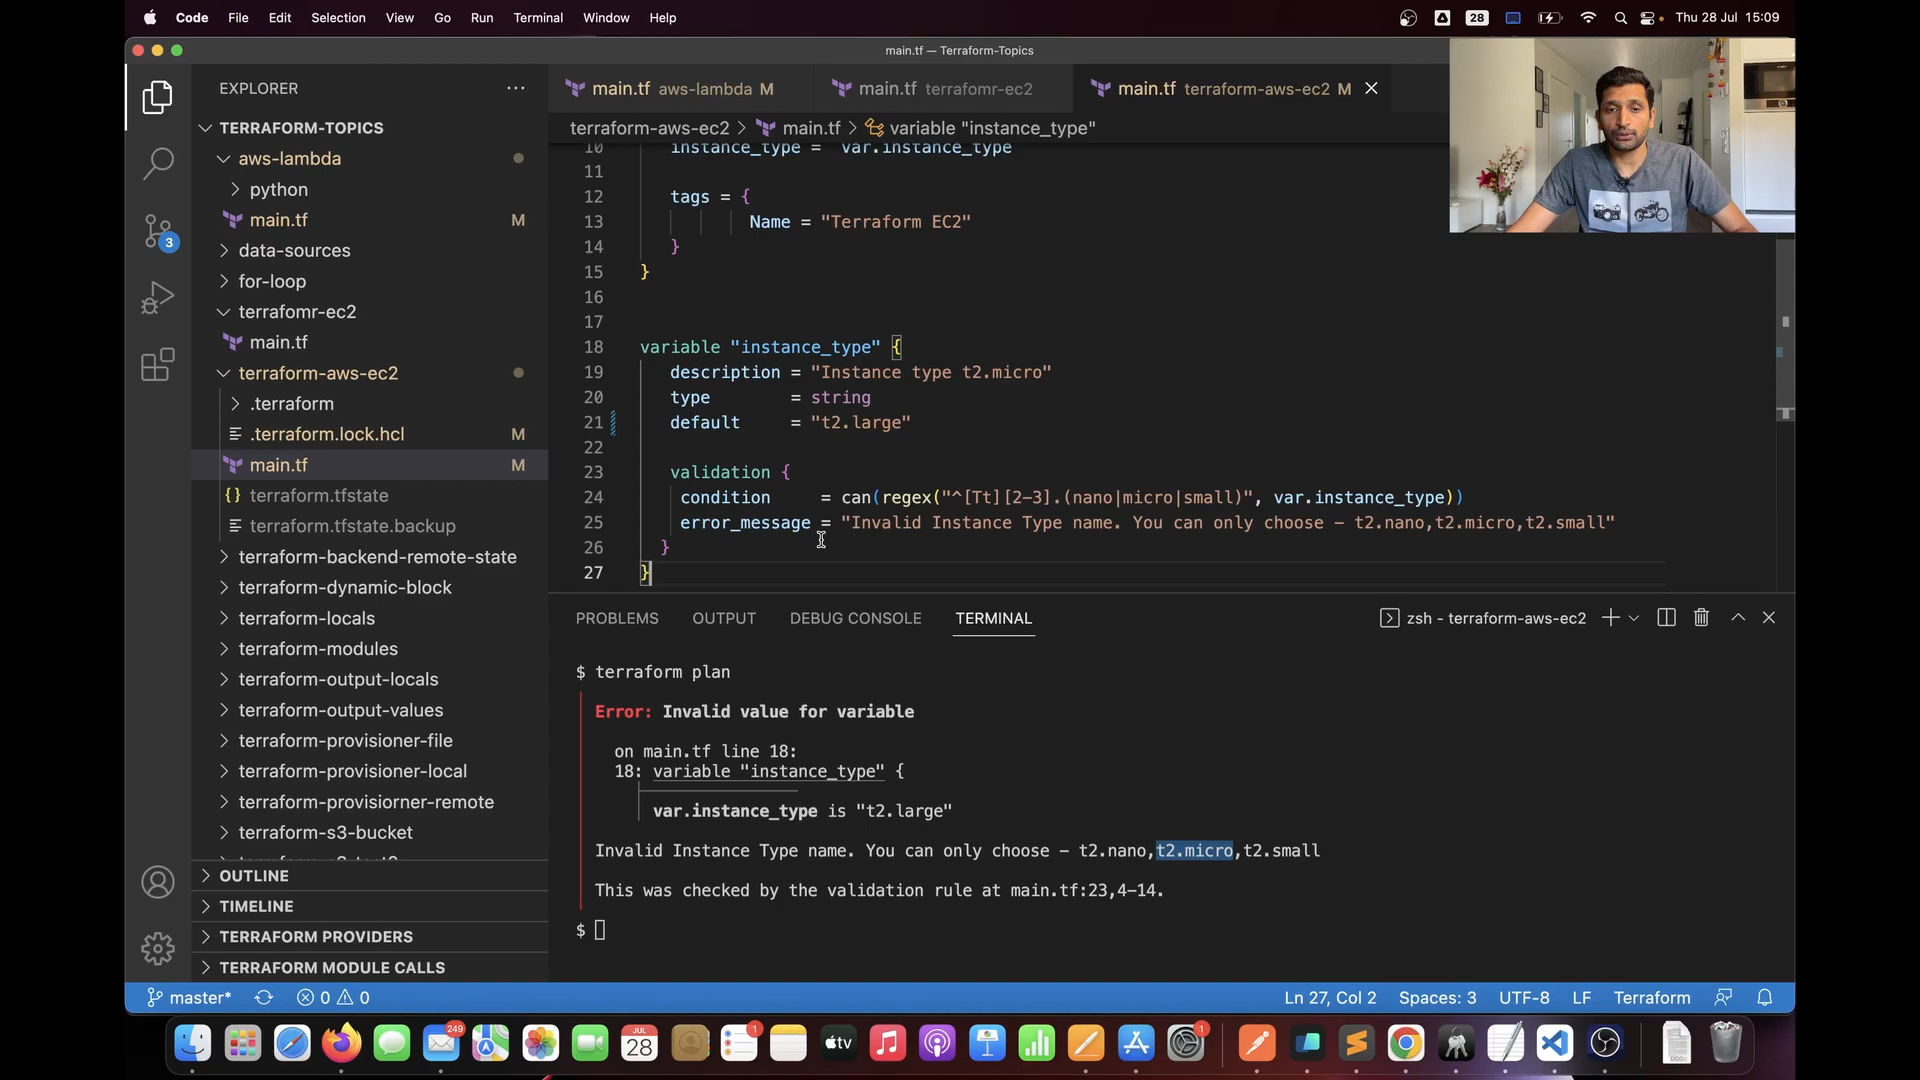 Code File Edit Selection View Go Run Terminal Window Help
28 Thu 28 Jul 15:09
main.tf — Terraform-Topics
EXPLORER
TERRAFORM-TOPICS
aws-lambda
python
main.tf M
data-sources
for-loop
terrafomr-ec2
main.tf
terraform-aws-ec2
.terraform
.terraform.lock.hcl M
main.tf M
terraform.tfstate
terraform.tfstate.backup
terraform-backend-remote-state
terraform-dynamic-block
terraform-locals
terraform-modules
terraform-output-locals
terraform-output-values
terraform-provisioner-file
terraform-provisioner-local
terraform-provisiorner-remote
terraform-s3-bucket
OUTLINE
TIMELINE
TERRAFORM PROVIDERS
TERRAFORM MODULE CALLS
3
main.tf aws-lambda M
main.tf terrafomr-ec2
main.tf terraform-aws-ec2 M
terraform-aws-ec2 > main.tf > variable "instance_type"
10 instance_type = var.instance_type
11
12 tags = {
13 Name = "Terraform EC2"
14 }
15 }
16
17
18 variable "instance_type" {
19 description = "Instance type t2.micro"
20 type = string
21 default = "t2.large"
22
23 validation {
24 condition = can(regex("^[Tt][2-3].(nano|micro|small)", var.instance_type))
25 error_message = "Invalid Instance Type name. You can only choose – t2.nano,t2.micro,t2.small"
26 }
27 }
PROBLEMS OUTPUT DEBUG CONSOLE TERMINAL
zsh - terraform-aws-ec2
$ terraform plan
Error: Invalid value for variable
on main.tf line 18:
18: variable "instance_type" {
var.instance_type is "t2.large"
Invalid Instance Type name. You can only choose – t2.nano,t2.micro,t2.small
This was checked by the validation rule at main.tf:23,4-14.
$
master* 0 0
Ln 27, Col 2 Spaces: 3 UTF-8 LF Terraform
249
JUL
28
1
tv
1